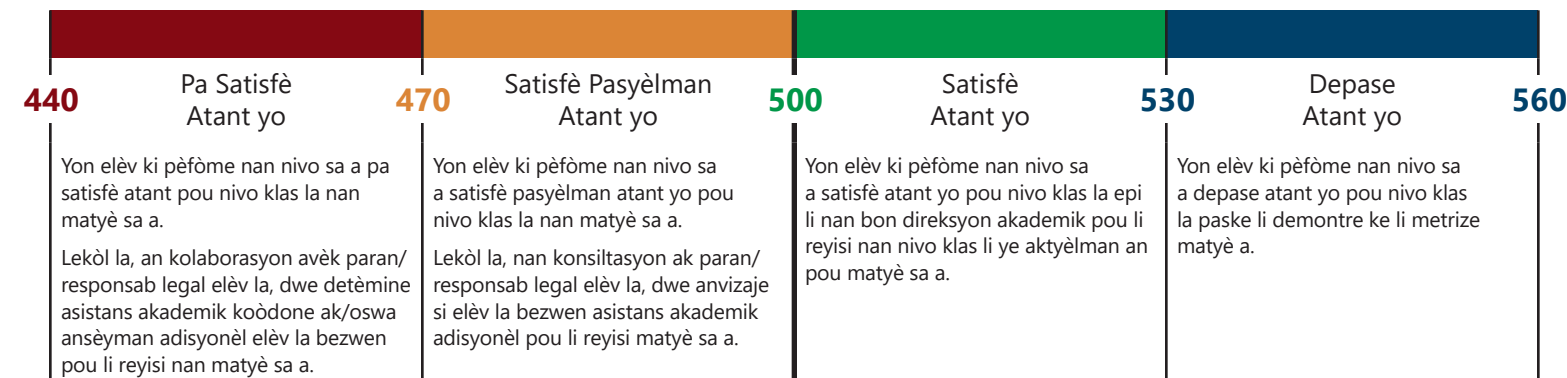 440
Pa Satisfè
Atant yo
470
Satisfè Pasyèlman
Atant yo
500
Satisfè
Atant yo
530
Depase
Atant yo
560
Yon elèv ki pèfòme nan nivo sa a pa
satisfè atant pou nivo klas la nan
matyè sa a.
Lekòl la, an kolaborasyon avèk paran/
responsab legal elèv la, dwe detèmine
asistans akademik koòdone ak/oswa
ansèyman adisyonèl elèv la bezwen
pou li reyisi nan matyè sa a.
Yon elèv ki pèfòme nan nivo sa
a satisfè pasyèlman atant yo pou
nivo klas la nan matyè sa a.
Lekòl la, nan konsiltasyon ak paran/
responsab legal elèv la, dwe anvizaje
si elèv la bezwen asistans akademik
adisyonèl pou li reyisi matyè sa a.
Yon elèv ki pèfòme nan nivo sa
a satisfè atant yo pou nivo klas la epi
li nan bon direksyon akademik pou li
reyisi nan nivo klas li ye aktyèlman an
pou matyè sa a.
Yon elèv ki pèfòme nan nivo sa
a depase atant yo pou nivo klas
la paske li demontre ke li metrize
matyè a.